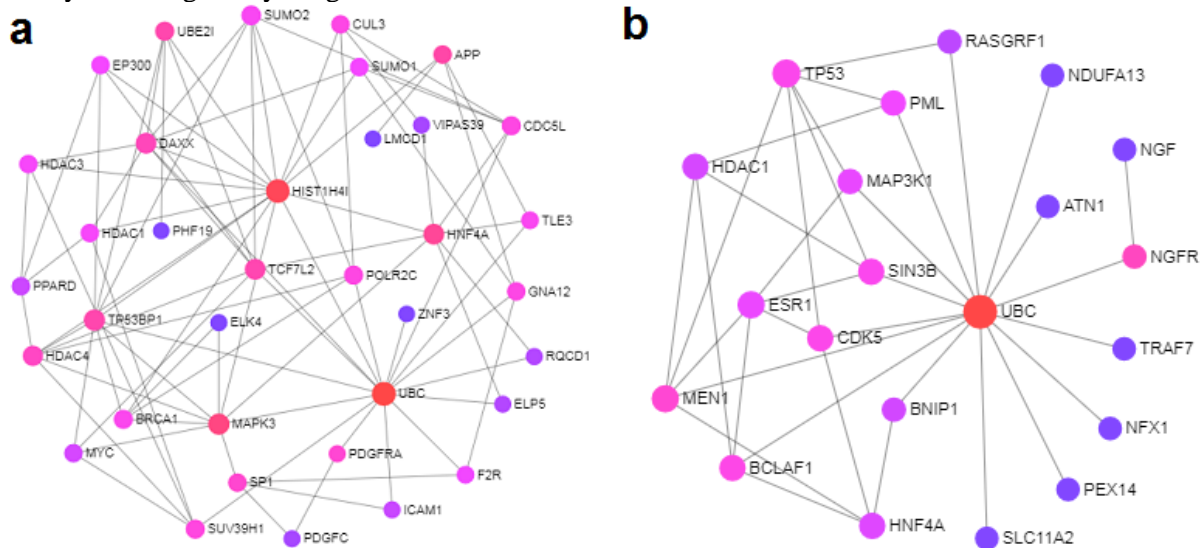 a
SUMO2
UBE2I
CUL3
APP
EP300
SUMO1
VIPAS39
CDC5L
LMCD1
DAXX
HDAC3
HIST1H4I
TLE3
HDAC1
PHF19
HNF4A
TCF7L2
POLR2C
PPARD
GNA12
ZNF3
TP53BP1
ELK4
HDAC4
RQCD1
UBC
ELP5
BRCA1
MAPK3
MYC
PDGFRA
SP1
F2R
ICAM1
SUV39H1
PDGFC
b
RASGRF1
TP53
NDUFA13
PML
NGF
HDAC1
MAP3K1
ATN1
NGFR
SIN3B
ESR1
UBC
CDK5
TRAF7
MEN1
BNIP1
NFX1
BCLAF1
PEX14
HNF4A
SLC11A2